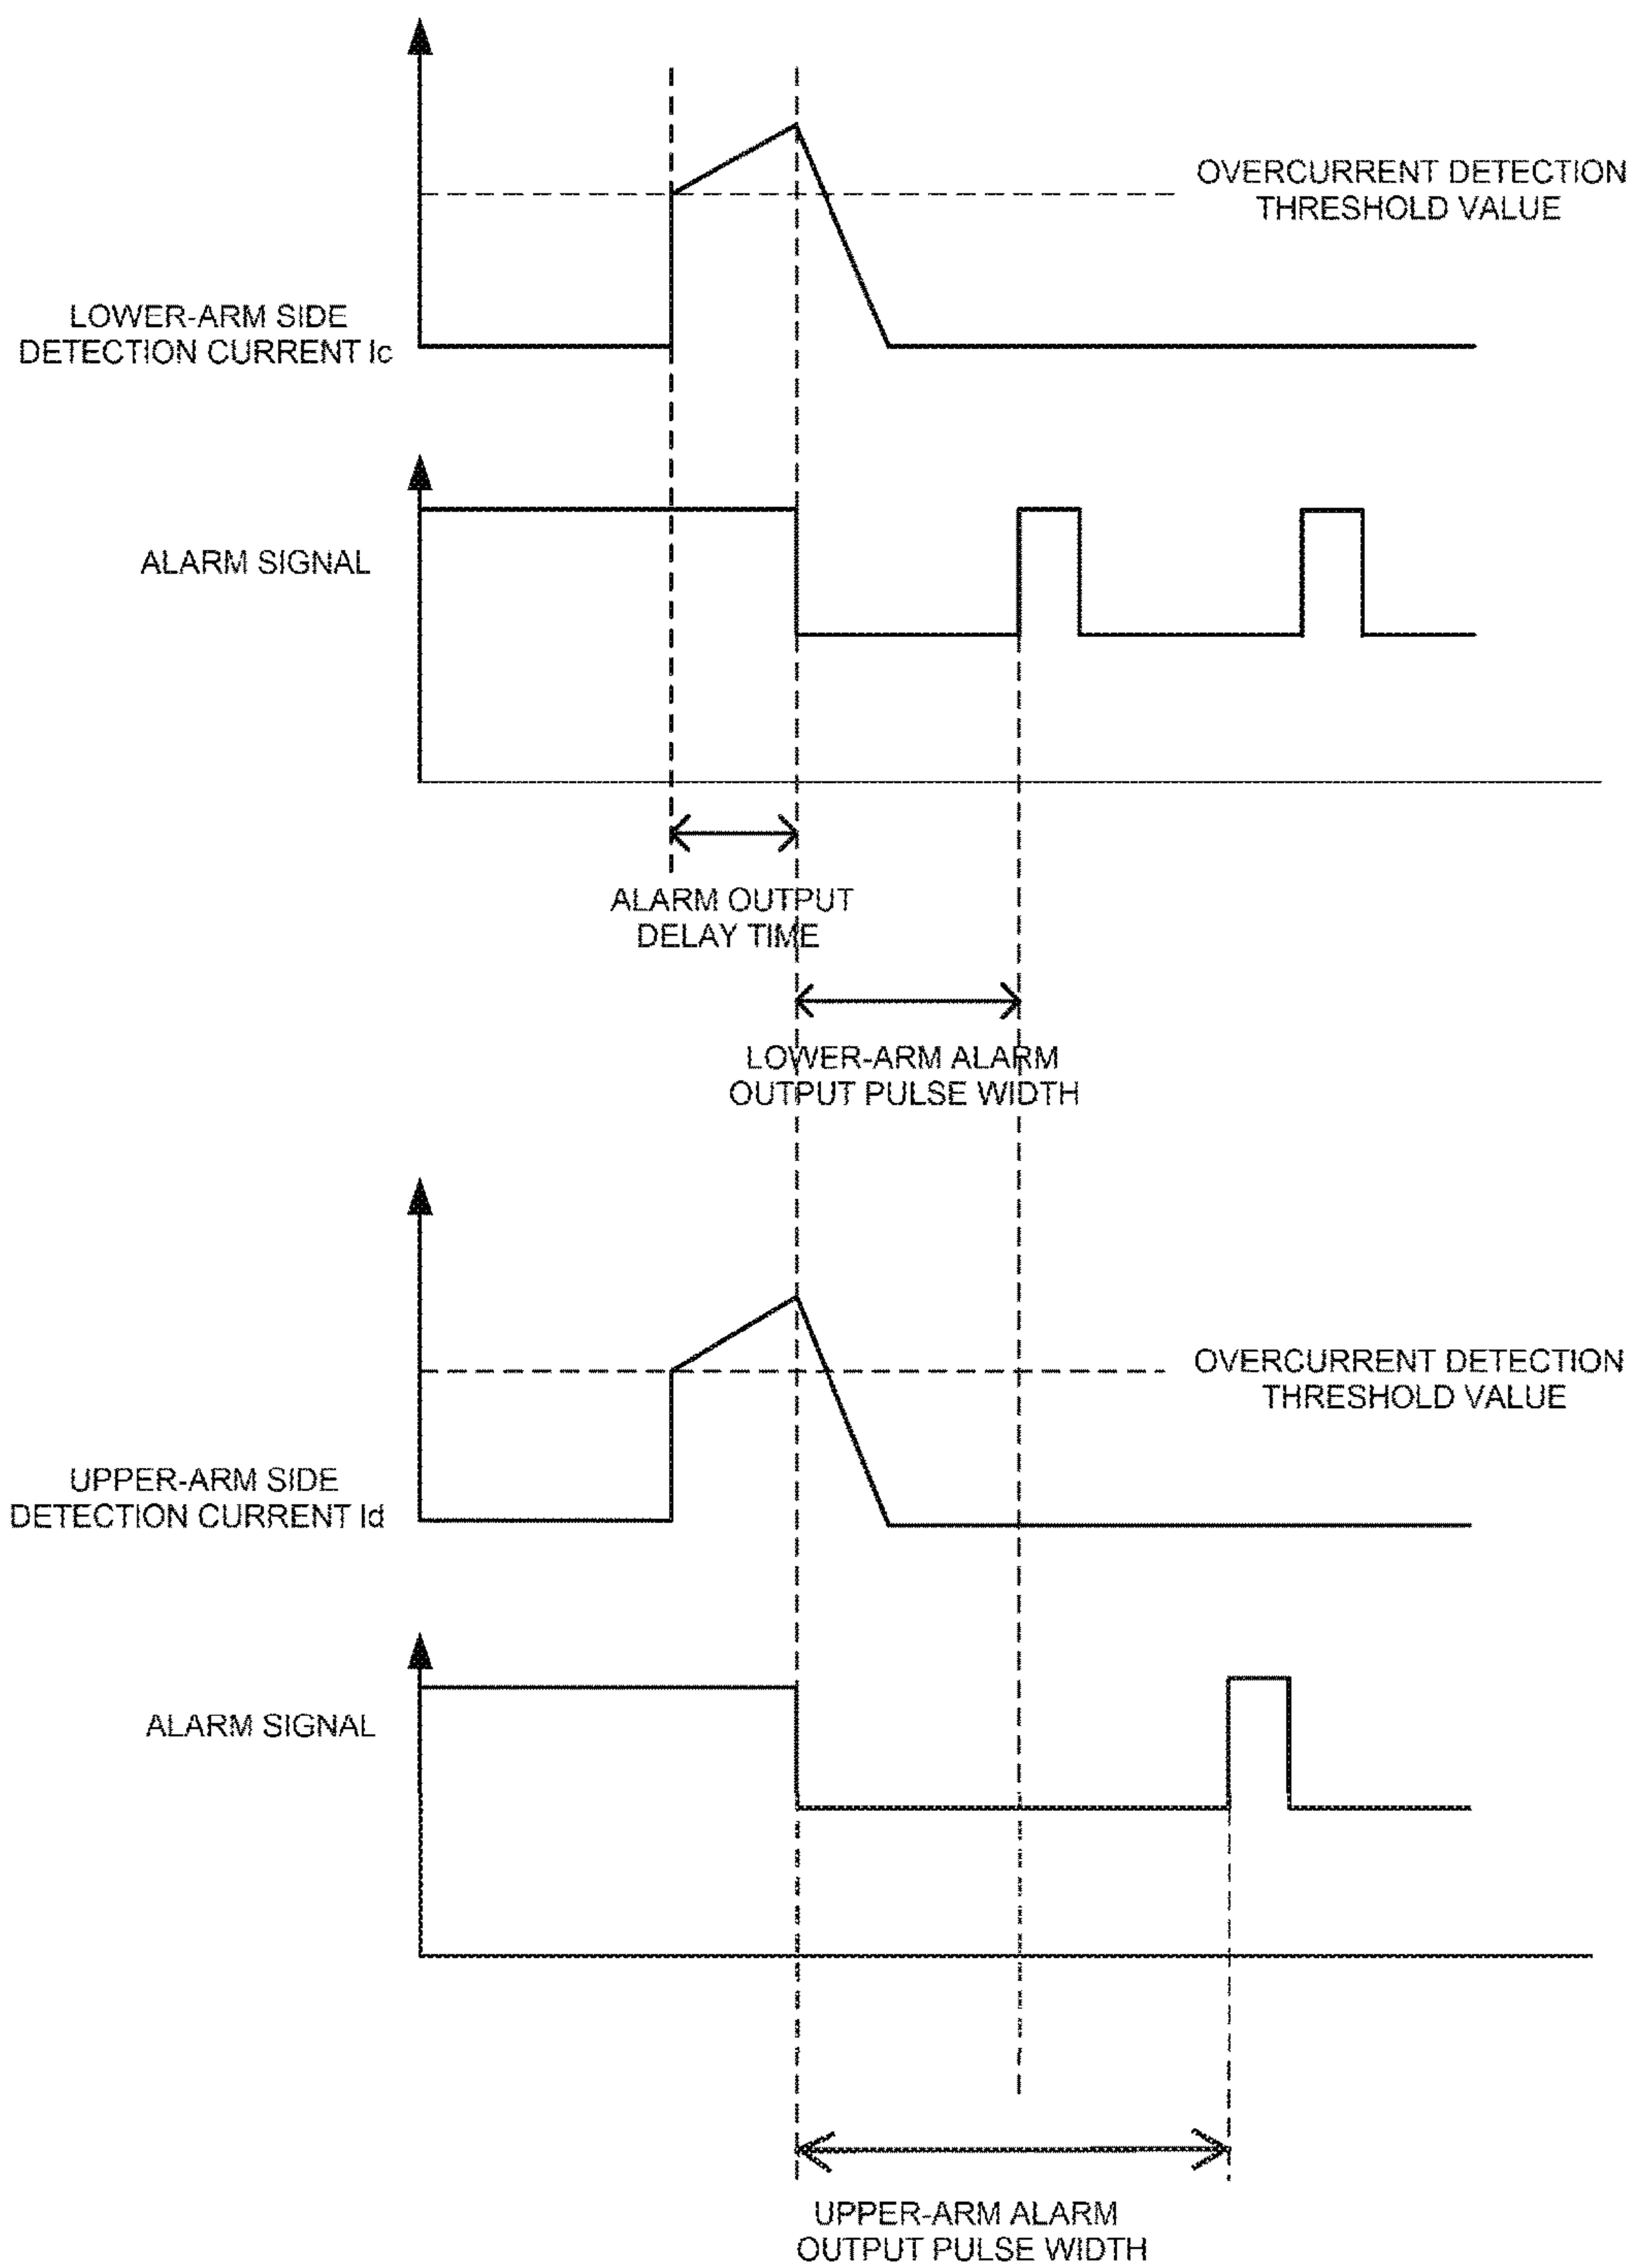 OVERCURRENT DETECTION
THRESHOLD VALUE
LOWER-ARM SIDE
DETECTION CURRENT Ic
ALARM SIGNAL
ALARM OUTPUT
DELAY TIME
LOWER-ARM ALARM
OUTPUT PULSE WIDTH
OVERCURRENT DETECTION
THRESHOLD VALUE
UPPER-ARM SIDE
DETECTION CURRENT Id
ALARM SIGNAL
UPPER-ARM ALARM
OUTPUT PULSE WIDTH